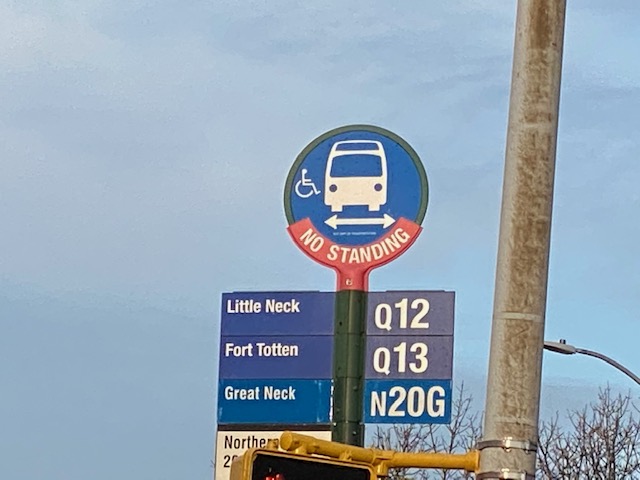 NO STANDING
Little Neck Q12
Fort Totten Q13
Great Neck N20G